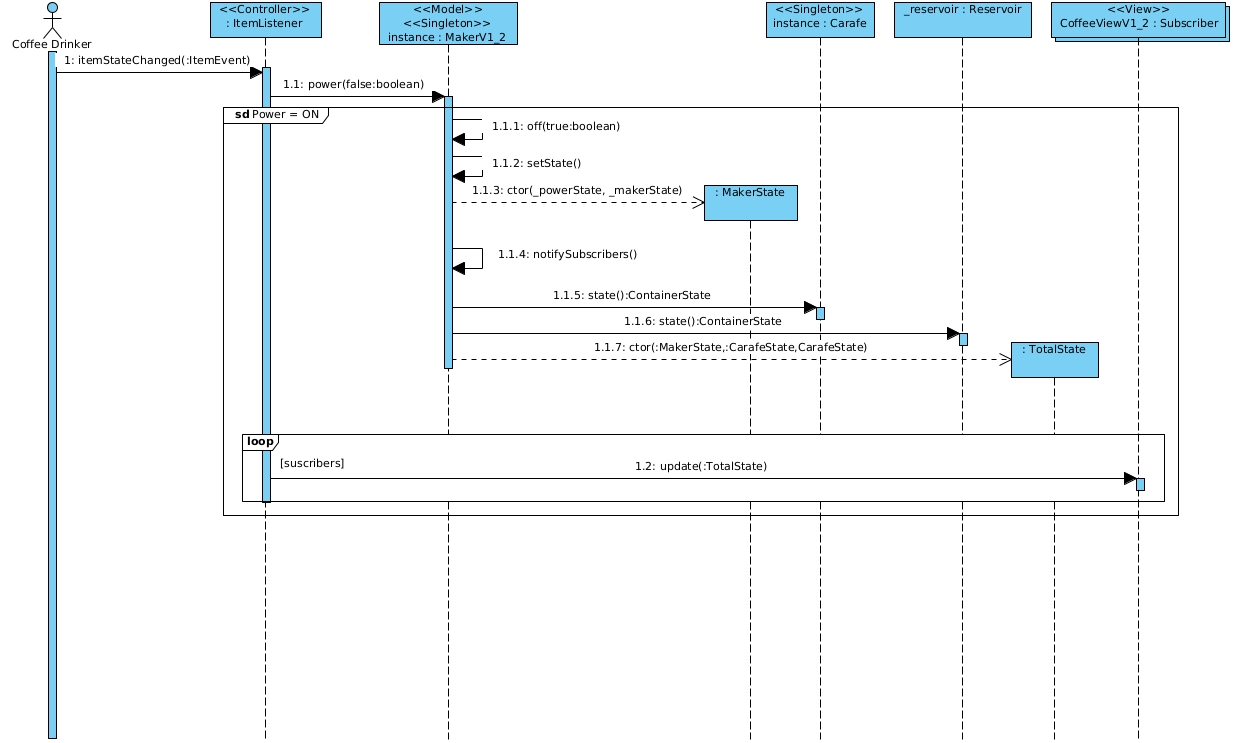 <<Controller>>
: ItemListener
<<Model>>
<<Singleton>>
instance : MakerV1_2
<<Singleton>>
instance : Carafe
_reservoir : Reservoir
<<View>>
CoffeeViewV1_2 : Subscriber
Coffee Drinker
1: itemStateChanged(:ItemEvent)
1.1: power(false:boolean)
sd Power = ON
1.1.1: off(true:boolean)
1.1.2: setState()
1.1.3: ctor(_powerState, _makerState)
: MakerState
1.1.4: notifySubscribers()
1.1.5: state():ContainerState
1.1.6: state():ContainerState
1.1.7: ctor(:MakerState,:CarafeState,CarafeState)
: TotalState
loop
[suscribers]
1.2: update(:TotalState)